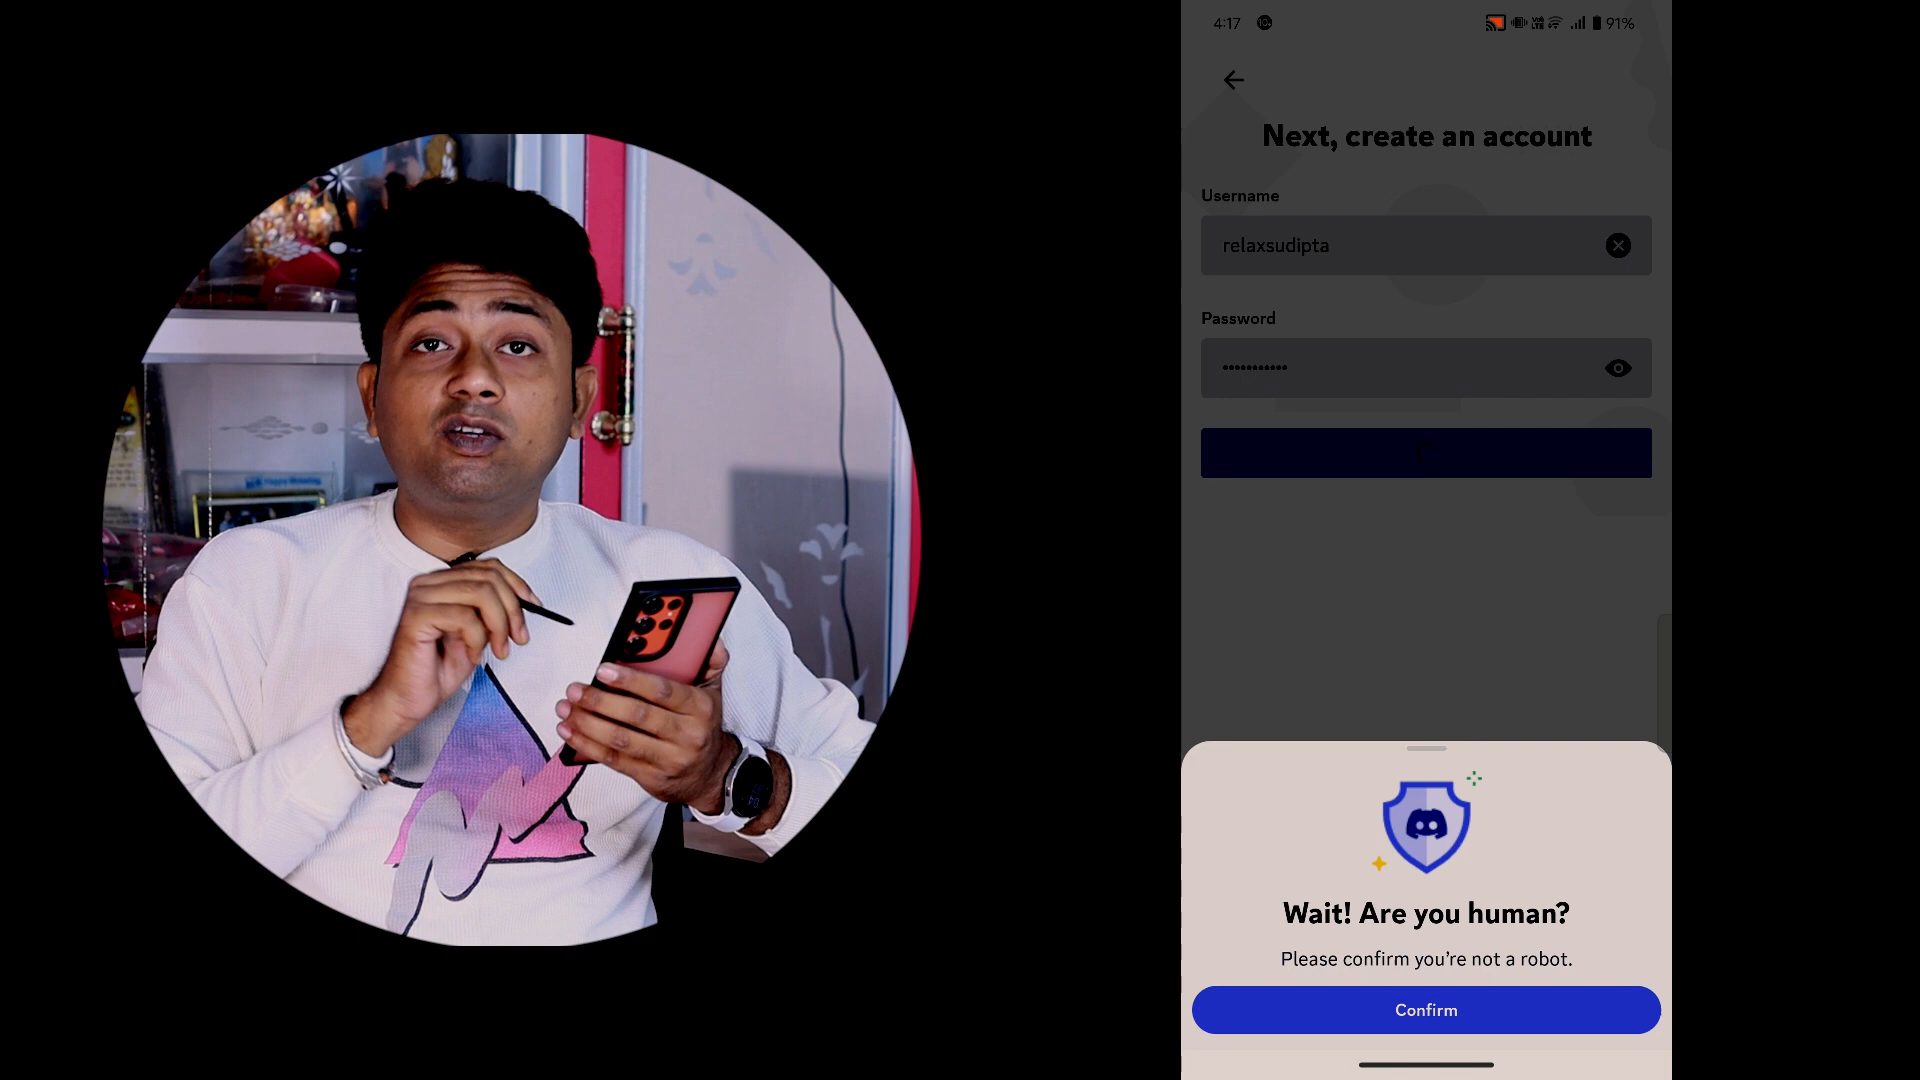 4:17
91%
Next, create an account
Username
relaxsudipta
Password
•••••••••••
Wait! Are you human?
Please confirm you’re not a robot.
Confirm